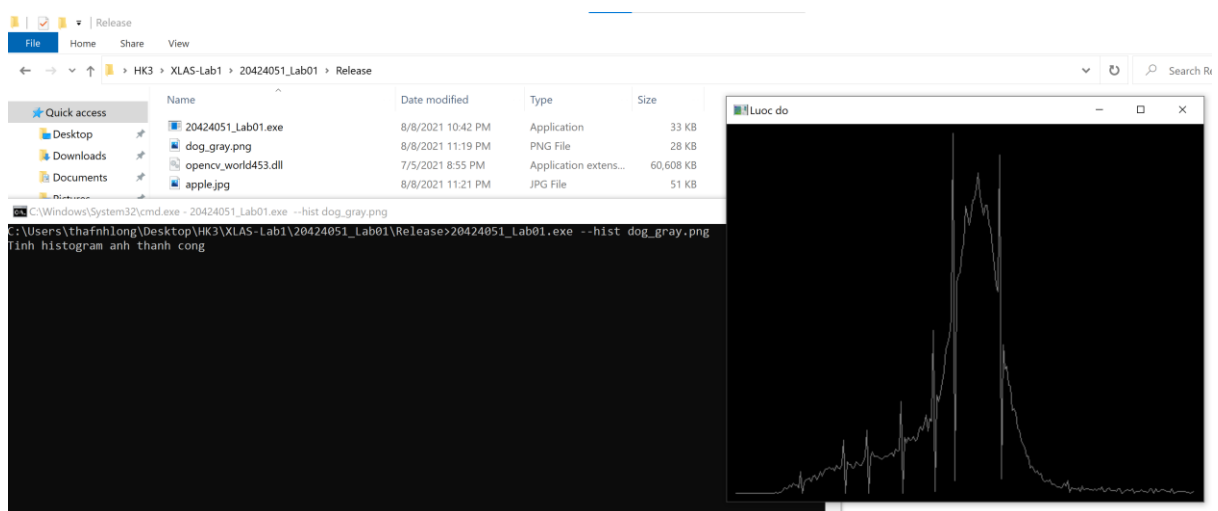 Release
File Home Share View
HK3 > XLAS-Lab1 > 20424051_Lab01 > Release
Search Re
Name Date modified Type Size
Quick access
Desktop
Downloads
Documents
20424051_Lab01.exe 8/8/2021 10:42 PM Application 33 KB
dog_gray.png 8/8/2021 11:19 PM PNG File 28 KB
opencv_world453.dll 7/5/2021 8:55 PM Application extens... 60,608 KB
apple.jpg 8/8/2021 11:21 PM JPG File 51 KB
C:\Windows\System32\cmd.exe - 20424051_Lab01.exe --hist dog_gray.png
C:\Users\thafnhlong\Desktop\HK3\XLAS-Lab1\20424051_Lab01\Release>20424051_Lab01.exe --hist dog_gray.png
Tinh histogram anh thanh cong
Luoc do